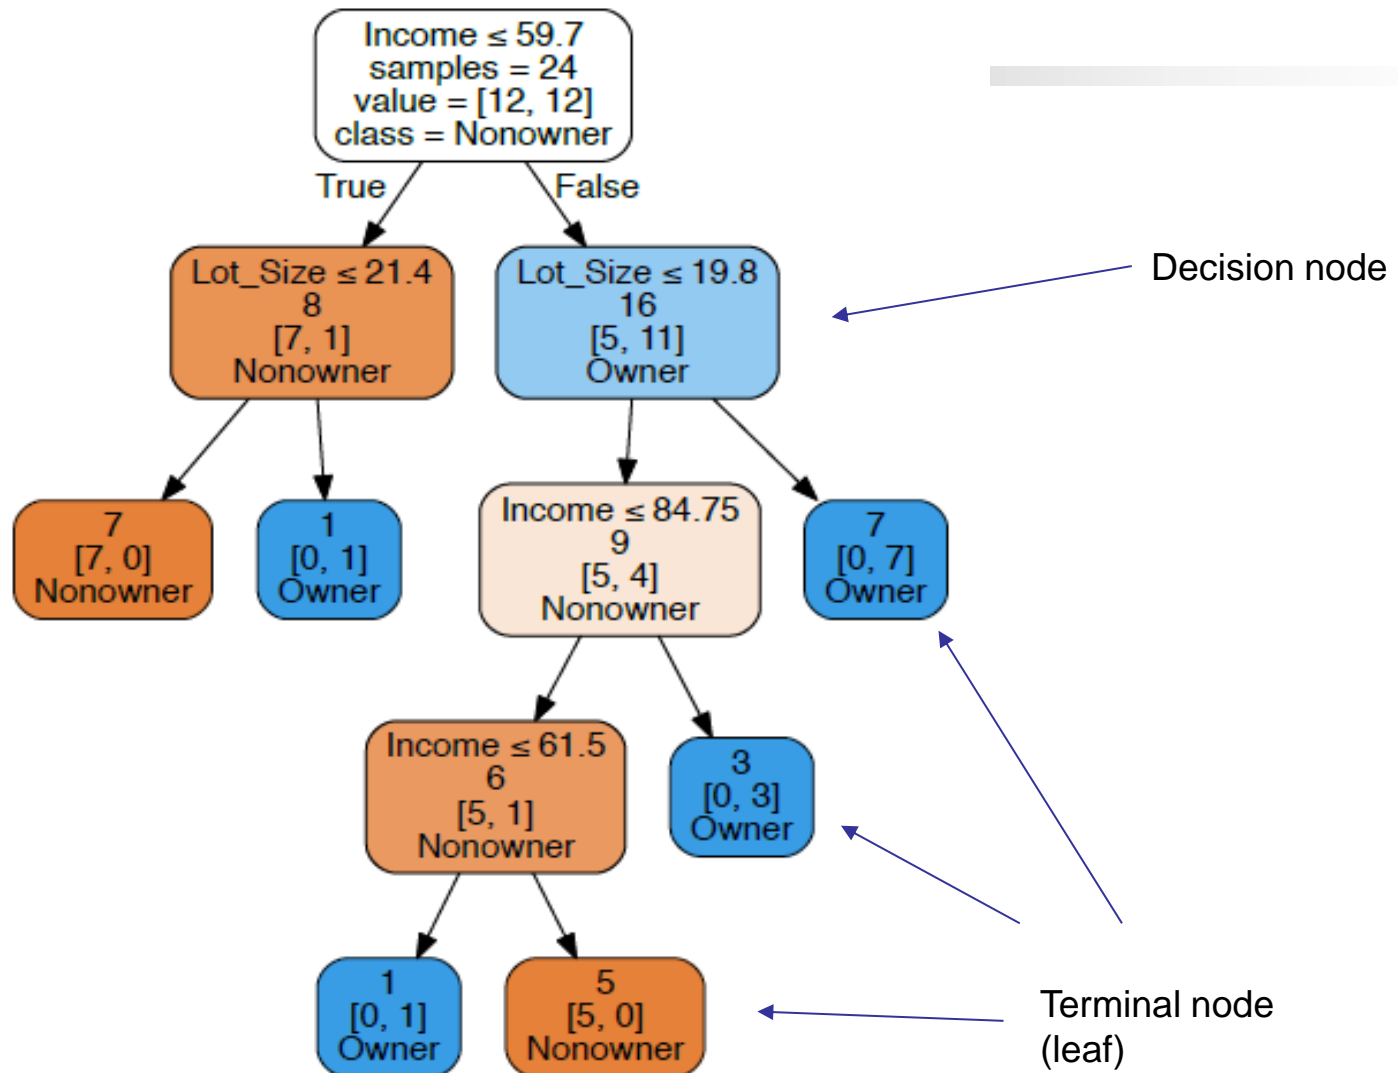 Income ≤ 59.7
samples = 24
value = [12, 12]
class = Nonowner
True
False
Lot_Size ≤ 21.4
8
[7, 1]
Nonowner
Lot_Size ≤ 19.8
16
[5, 11]
Owner
Decision node
7
[7, 0]
Nonowner
1
[0, 1]
Owner
Income ≤ 84.75
9
[5, 4]
Nonowner
7
[0, 7]
Owner
Income ≤ 61.5
6
[5, 1]
Nonowner
3
[0, 3]
Owner
1
[0, 1]
Owner
5
[5, 0]
Nonowner
Terminal node
(leaf)